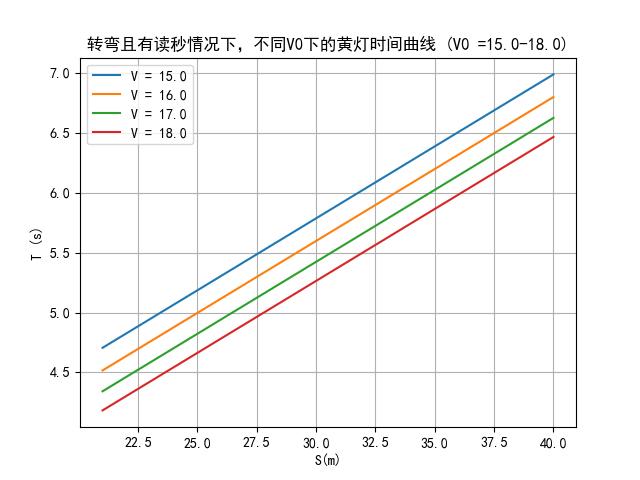 转弯且有读秒情况下，不同V0下的黄灯时间曲线 (V0 =15.0-18.0)
V = 15.0
V = 16.0
V = 17.0
V = 18.0
7.0
6.5
6.0
5.5
5.0
4.5
T (s)
22.5 25.0 27.5 30.0 32.5 35.0 37.5 40.0
S(m)